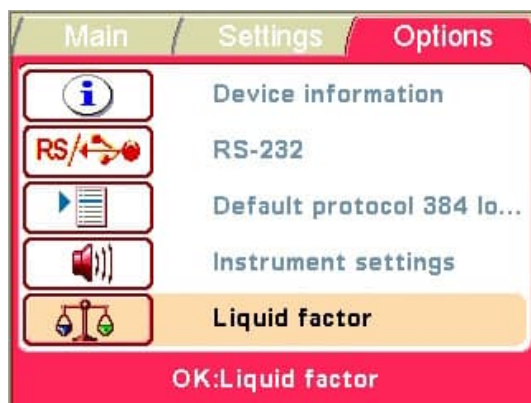 Main Settings Options
i
Device information
RS/ RS-232
Default protocol 384 lo...
Instrument settings
Liquid factor
OK:Liquid factor